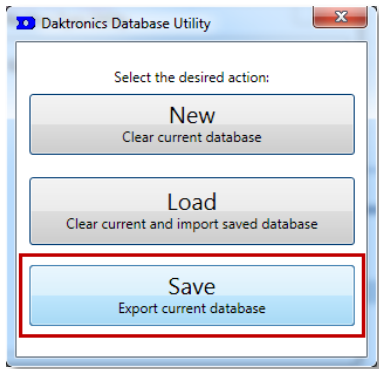 Daktronics Database Utility
Select the desired action:
New
Clear current database
Load
Clear current and import saved database
Save
Export current database